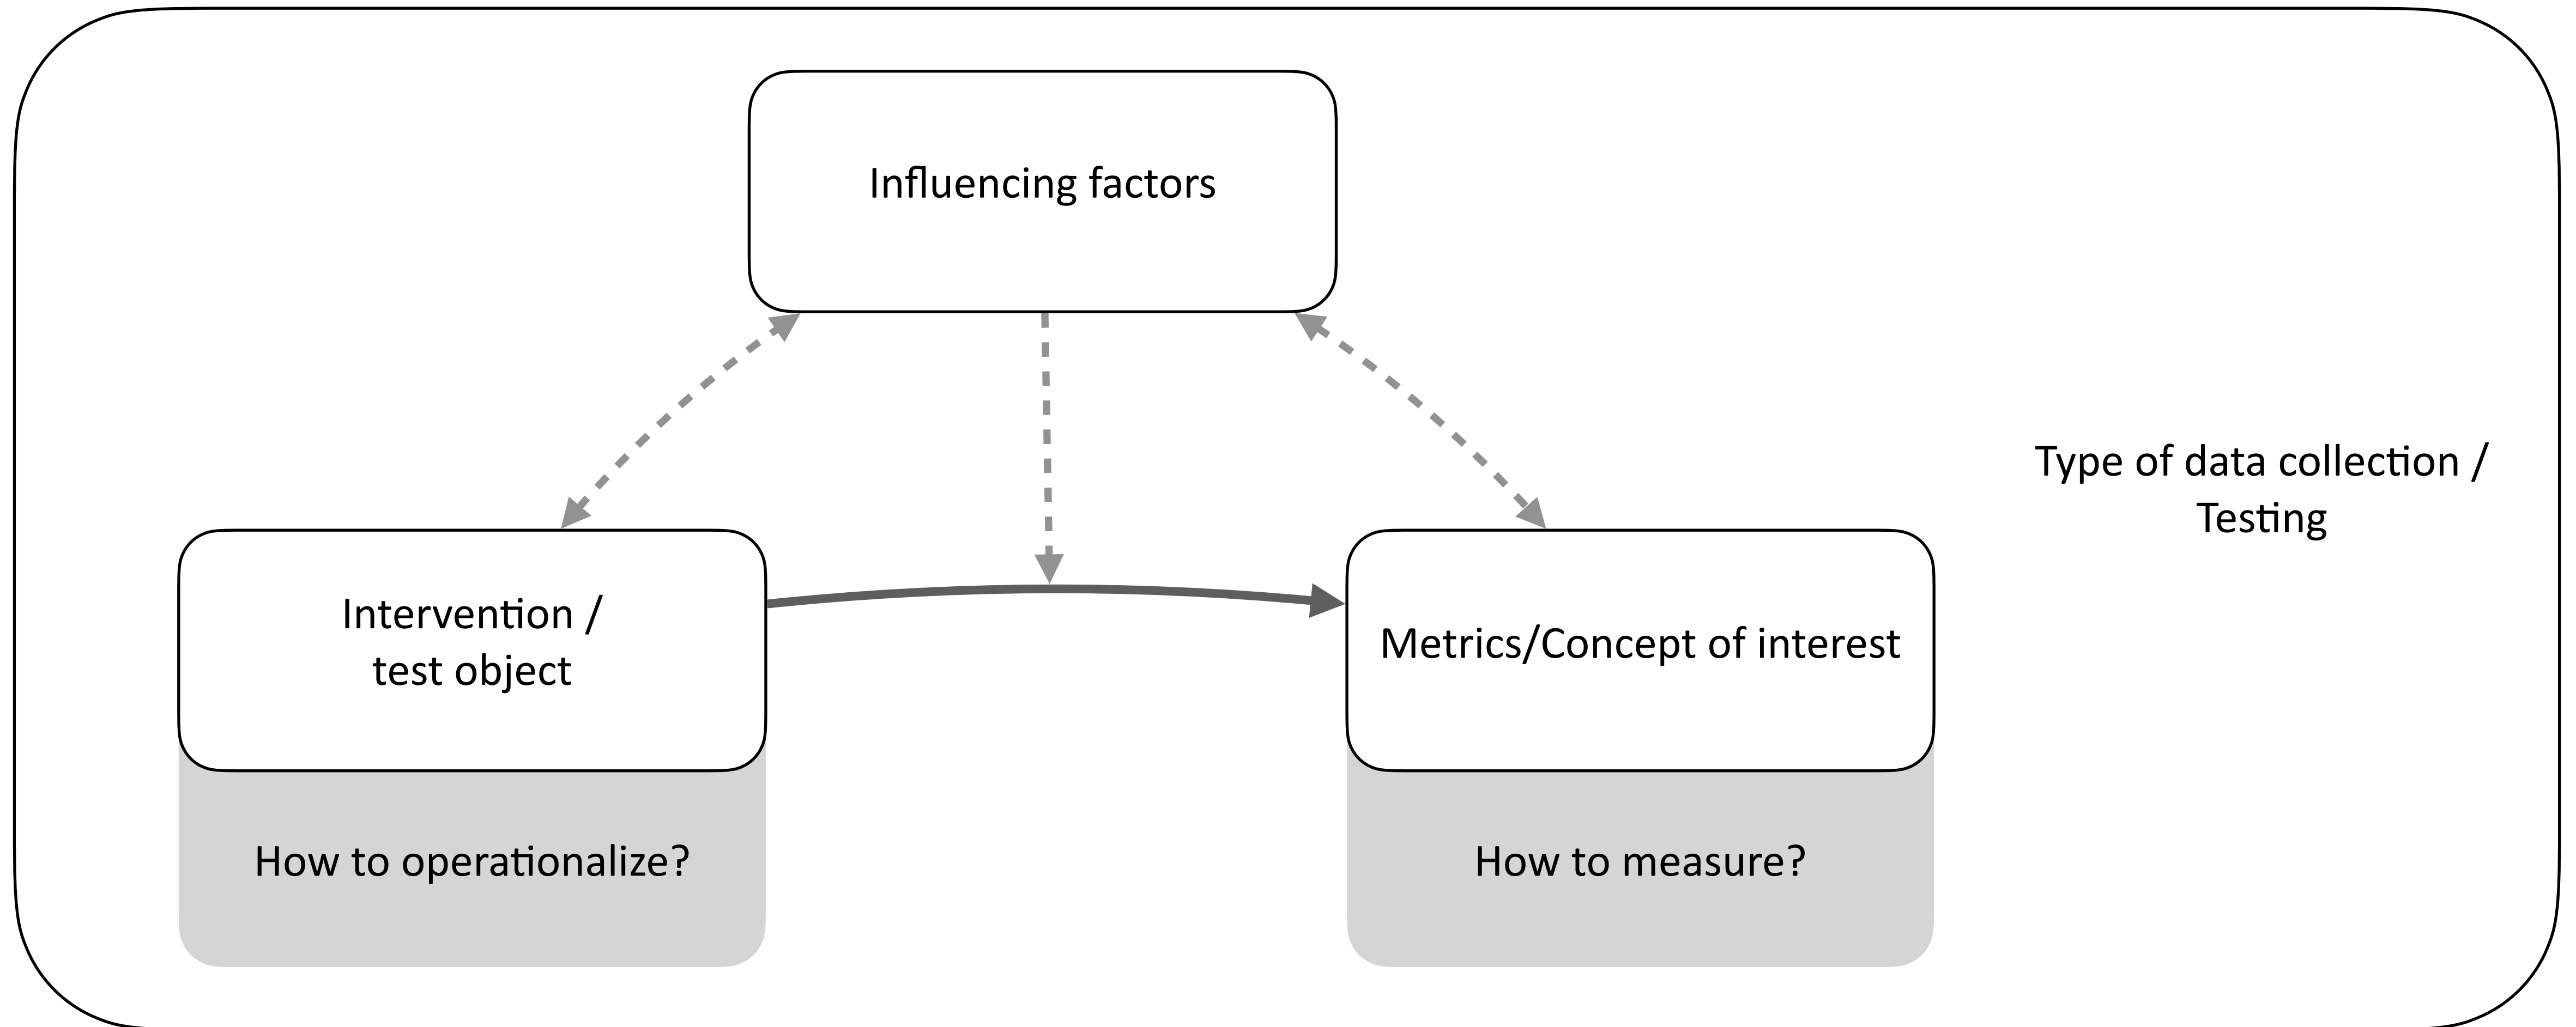 Influencing factors
Type of data collection /
Testing
Intervention /
test object
Metrics/Concept of interest
How to operationalize?
How to measure?